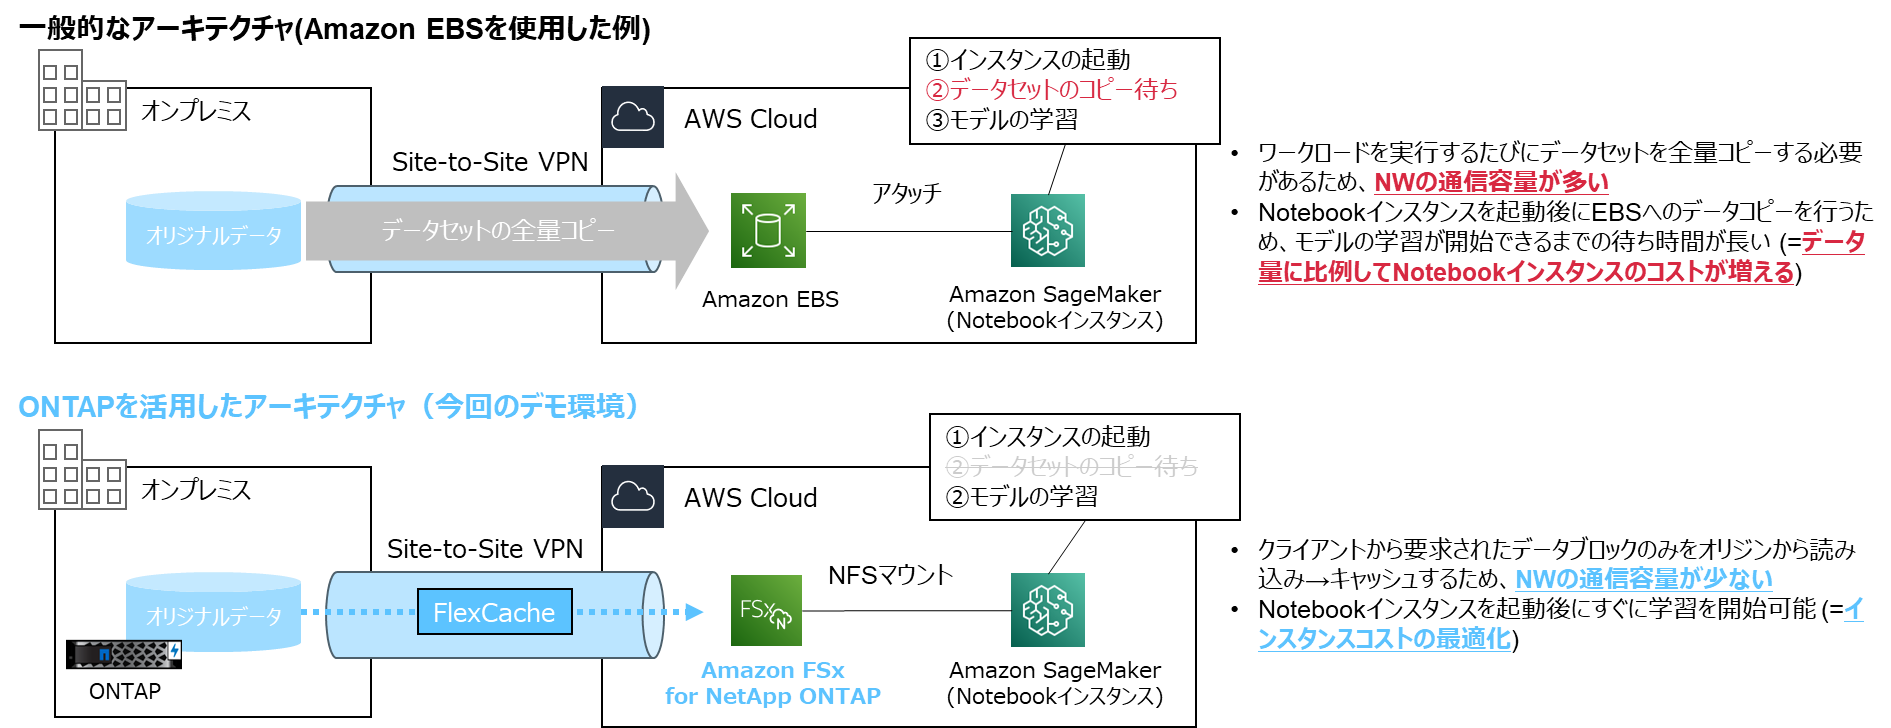 一般的なアーキテクチャ(Amazon EBSを使用した例)
①インスタンスの起動
②データセットのコピー待ち
③モデルの学習
オンプレミス
AWS Cloud
Site-to-Site VPN
オリジナルデータ
データセットの全量コピー
アタッチ
Amazon EBS
Amazon SageMaker
(Notebookインスタンス)
• ワークロードを実行するたびにデータセットを全量コピーする必要
があるため、NWの通信容量が多い
• Notebookインスタンスを起動後にEBSへのデータコピーを行うた
め、モデルの学習が開始できるまでの待ち時間が長い (=データ
量に比例してNotebookインスタンスのコストが増える)
ONTAPを活用したアーキテクチャ（今回のデモ環境）
①インスタンスの起動
②データセットのコピー待ち
②モデルの学習
オンプレミス
AWS Cloud
Site-to-Site VPN
オリジナルデータ
FlexCache
NFSマウント
FSx
N
ONTAP
Amazon FSx
for NetApp ONTAP
Amazon SageMaker
(Notebookインスタンス)
• クライアントから要求されたデータブロックのみをオリジンから読み
込み→キャッシュするため、NWの通信容量が少ない
• Notebookインスタンスを起動後にすぐに学習を開始可能 (=イ
ンスタンスコストの最適化)